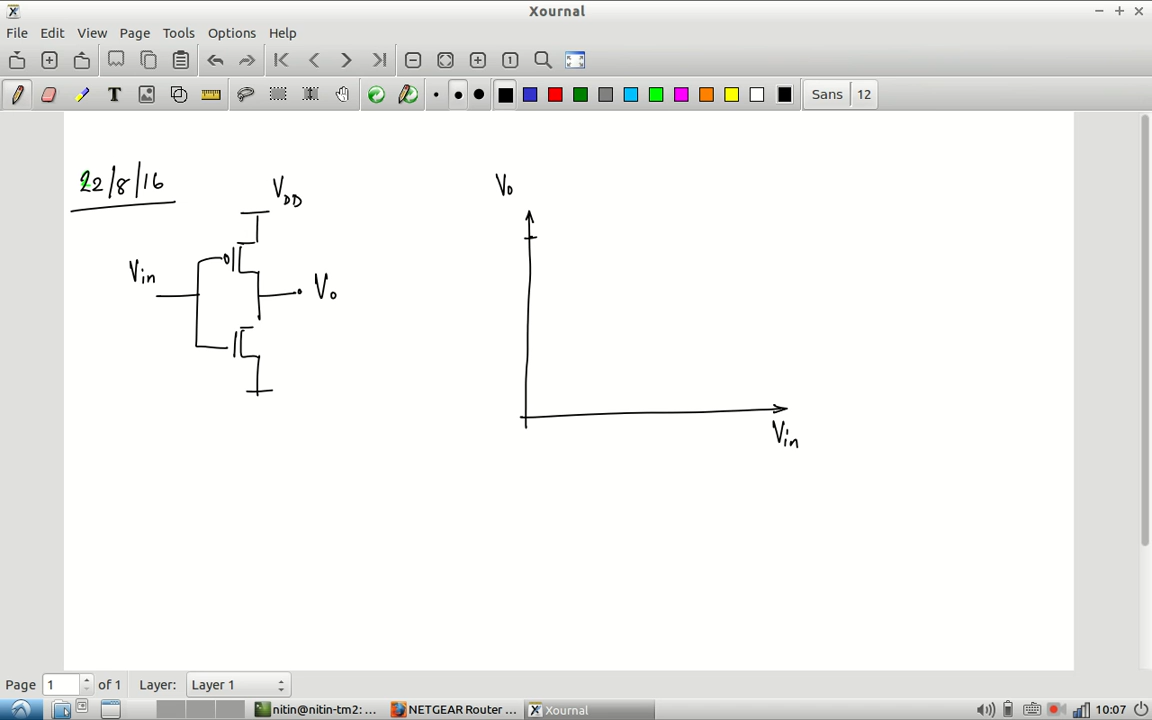 Xournal
File Edit View Page Tools Options Help
T Sans 12
22/8/16
VDD
Vin
Vo
Vo
Vin
Page 1 of 1 Layer: Layer 1
nitin@nitin-tm2: ... NETGEAR Router ... Xournal 10:07